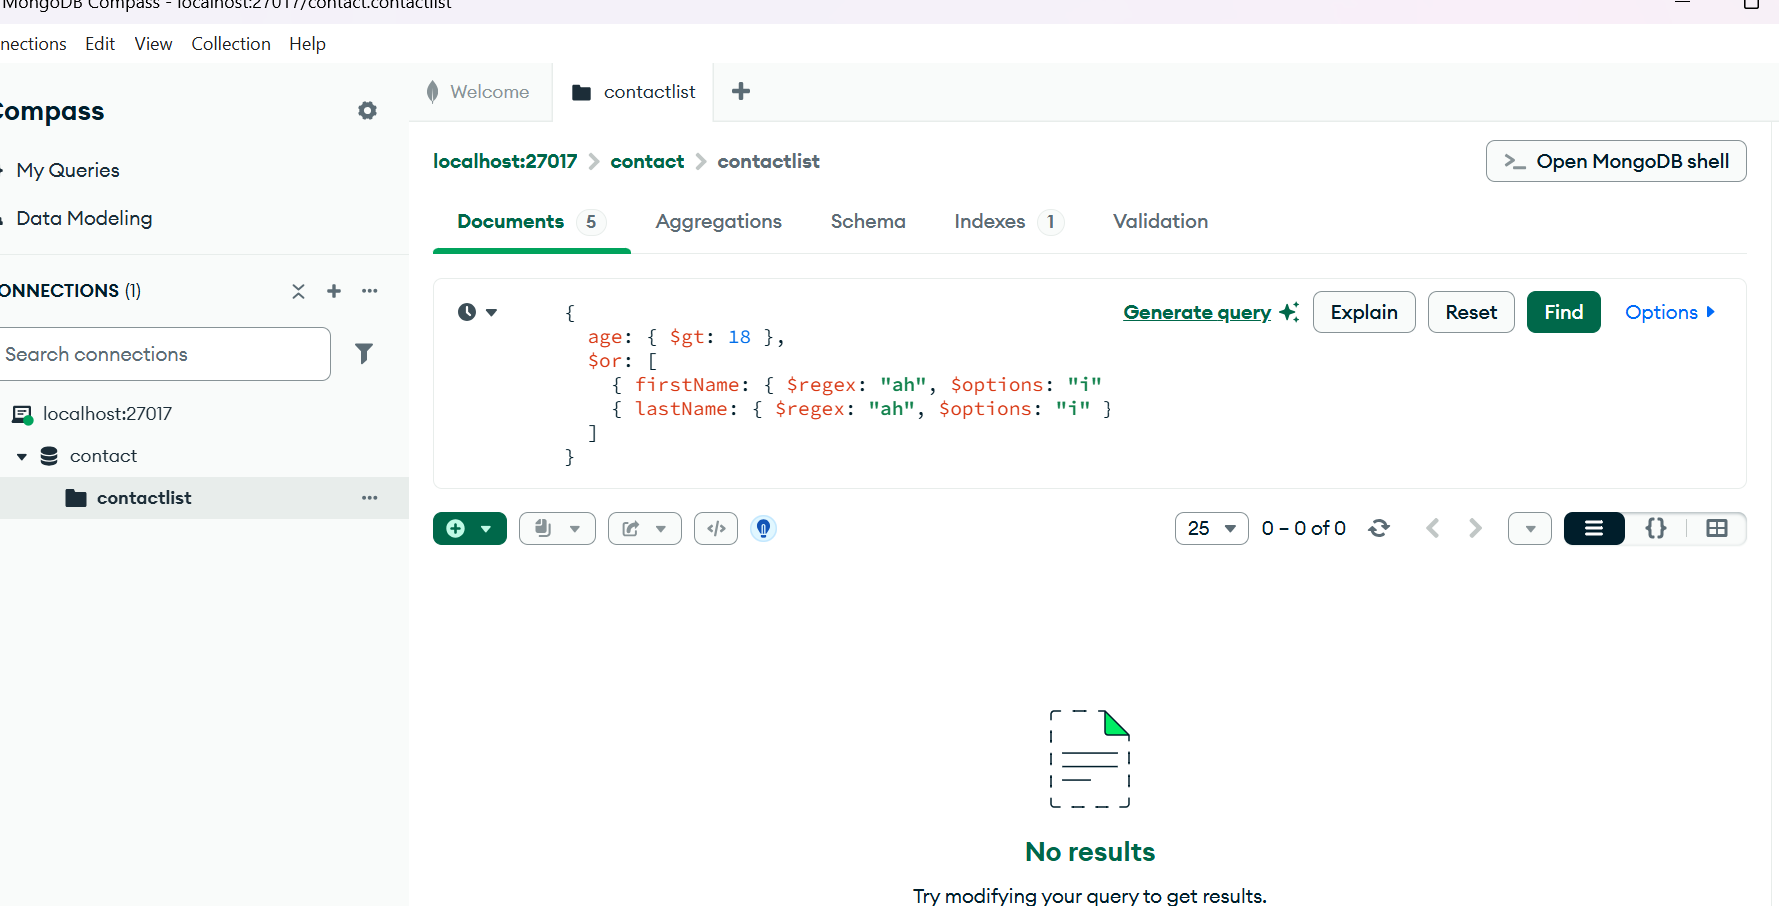 MongoDB Compass - localhost:27017/contact.contactlist
nections Edit View Collection Help
Compass
My Queries
Data Modeling
ONNECTIONS (1)
Search connections
localhost:27017
contact
contactlist
Welcome
contactlist
localhost:27017 > contact > contactlist
>_ Open MongoDB shell
Documents 5 Aggregations Schema Indexes 1 Validation
Generate query Explain Reset Find Options
{
age: { $gt: 18 },
$or: [
{ firstName: { $regex: "ah", $options: "i"
{ lastName: { $regex: "ah", $options: "i" }
]
}
25 0 – 0 of 0
No results
Try modifying your query to get results.